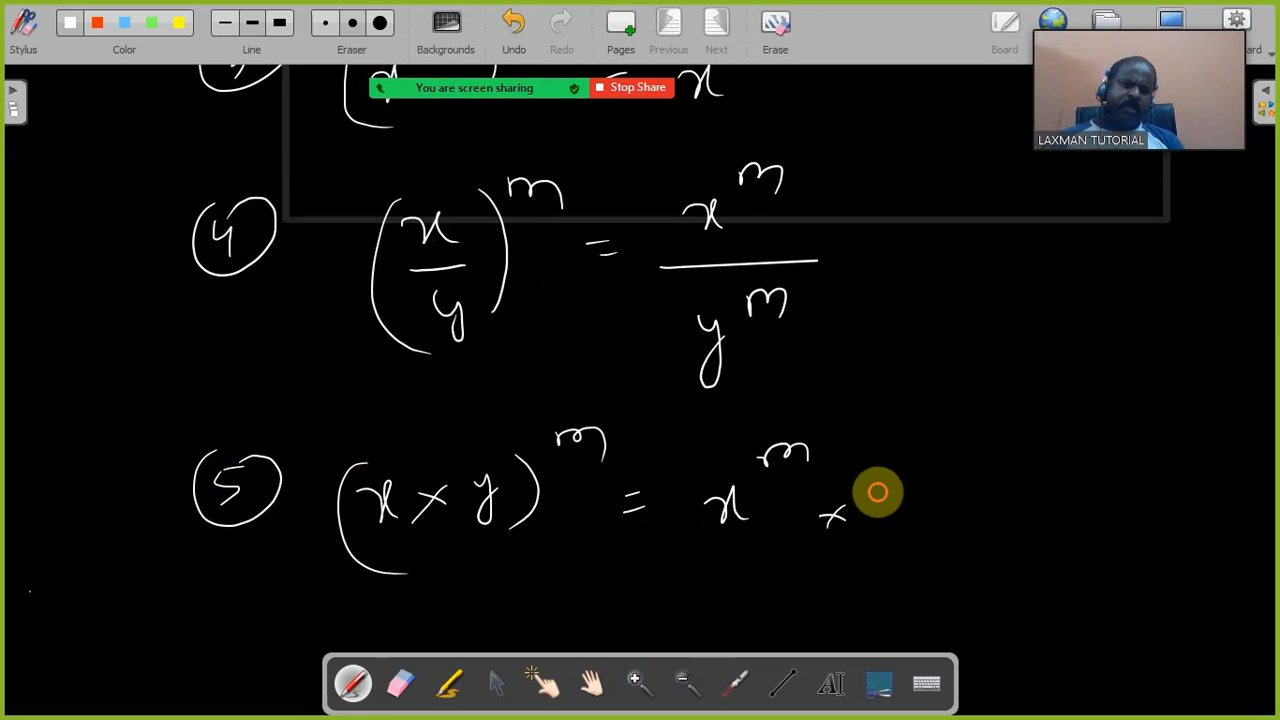 Stylus Color Line Eraser Backgrounds Undo Redo Pages Previous Next Erase Board
You are screen sharing Stop Share
LAXMAN TUTORIAL
= x
④ (x/y)^m = x^m/y^m
⑤ (x × y)^m = x^m ×